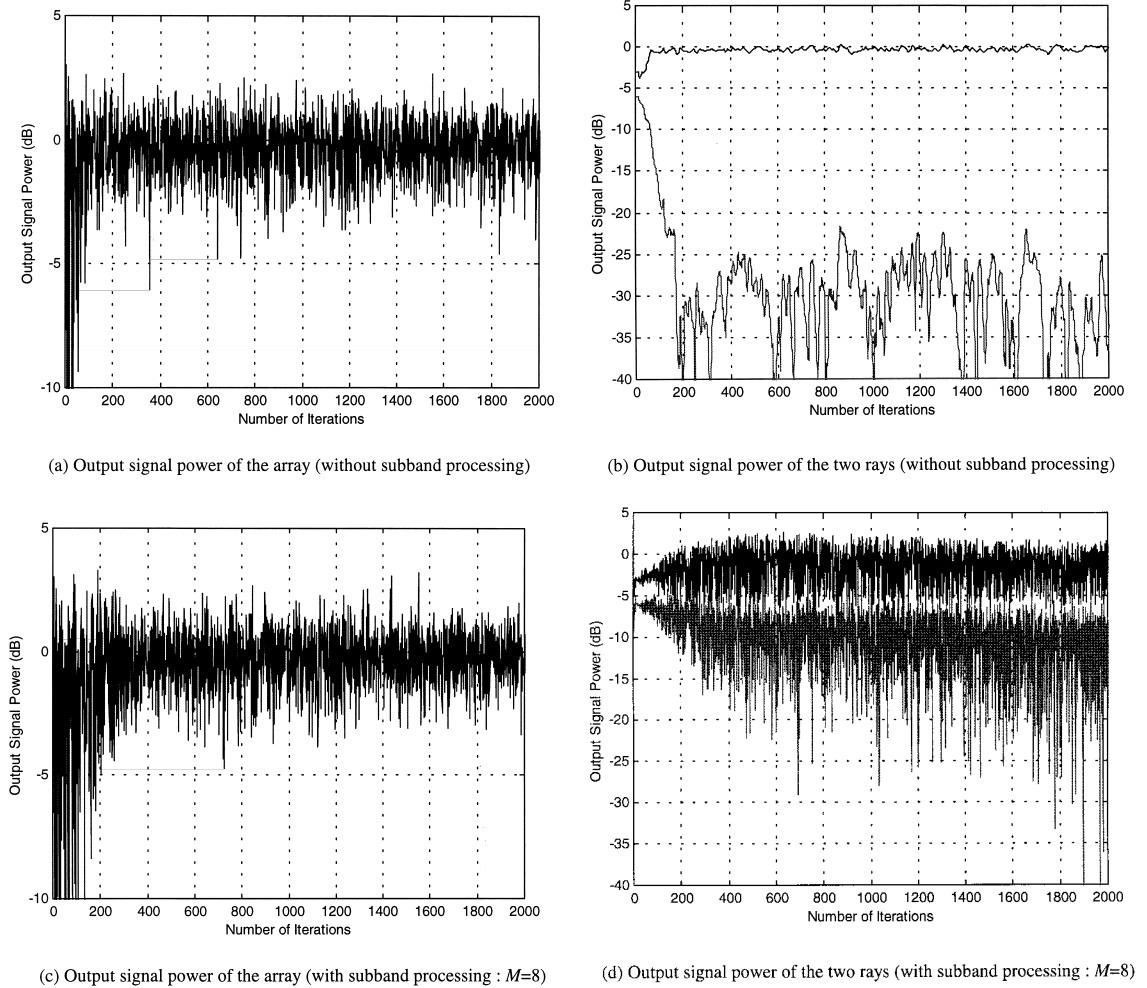 5
0
-5
-10
Output Signal Power (dB)
0 200 400 600 800 1000 1200 1400 1600 1800 2000
Number of Iterations
(a) Output signal power of the array (without subband processing)
5
0
-5
-10
-15
-20
-25
-30
-35
-40
Output Signal Power (dB)
0 200 400 600 800 1000 1200 1400 1600 1800 2000
Number of Iterations
(b) Output signal power of the two rays (without subband processing)
5
0
-5
-10
Output Signal Power (dB)
0 200 400 600 800 1000 1200 1400 1600 1800 2000
Number of Iterations
(c) Output signal power of the array (with subband processing : M=8)
5
0
-5
-10
-15
-20
-25
-30
-35
-40
Output Signal Power (dB)
0 200 400 600 800 1000 1200 1400 1600 1800 2000
Number of Iterations
(d) Output signal power of the two rays (with subband processing : M=8)